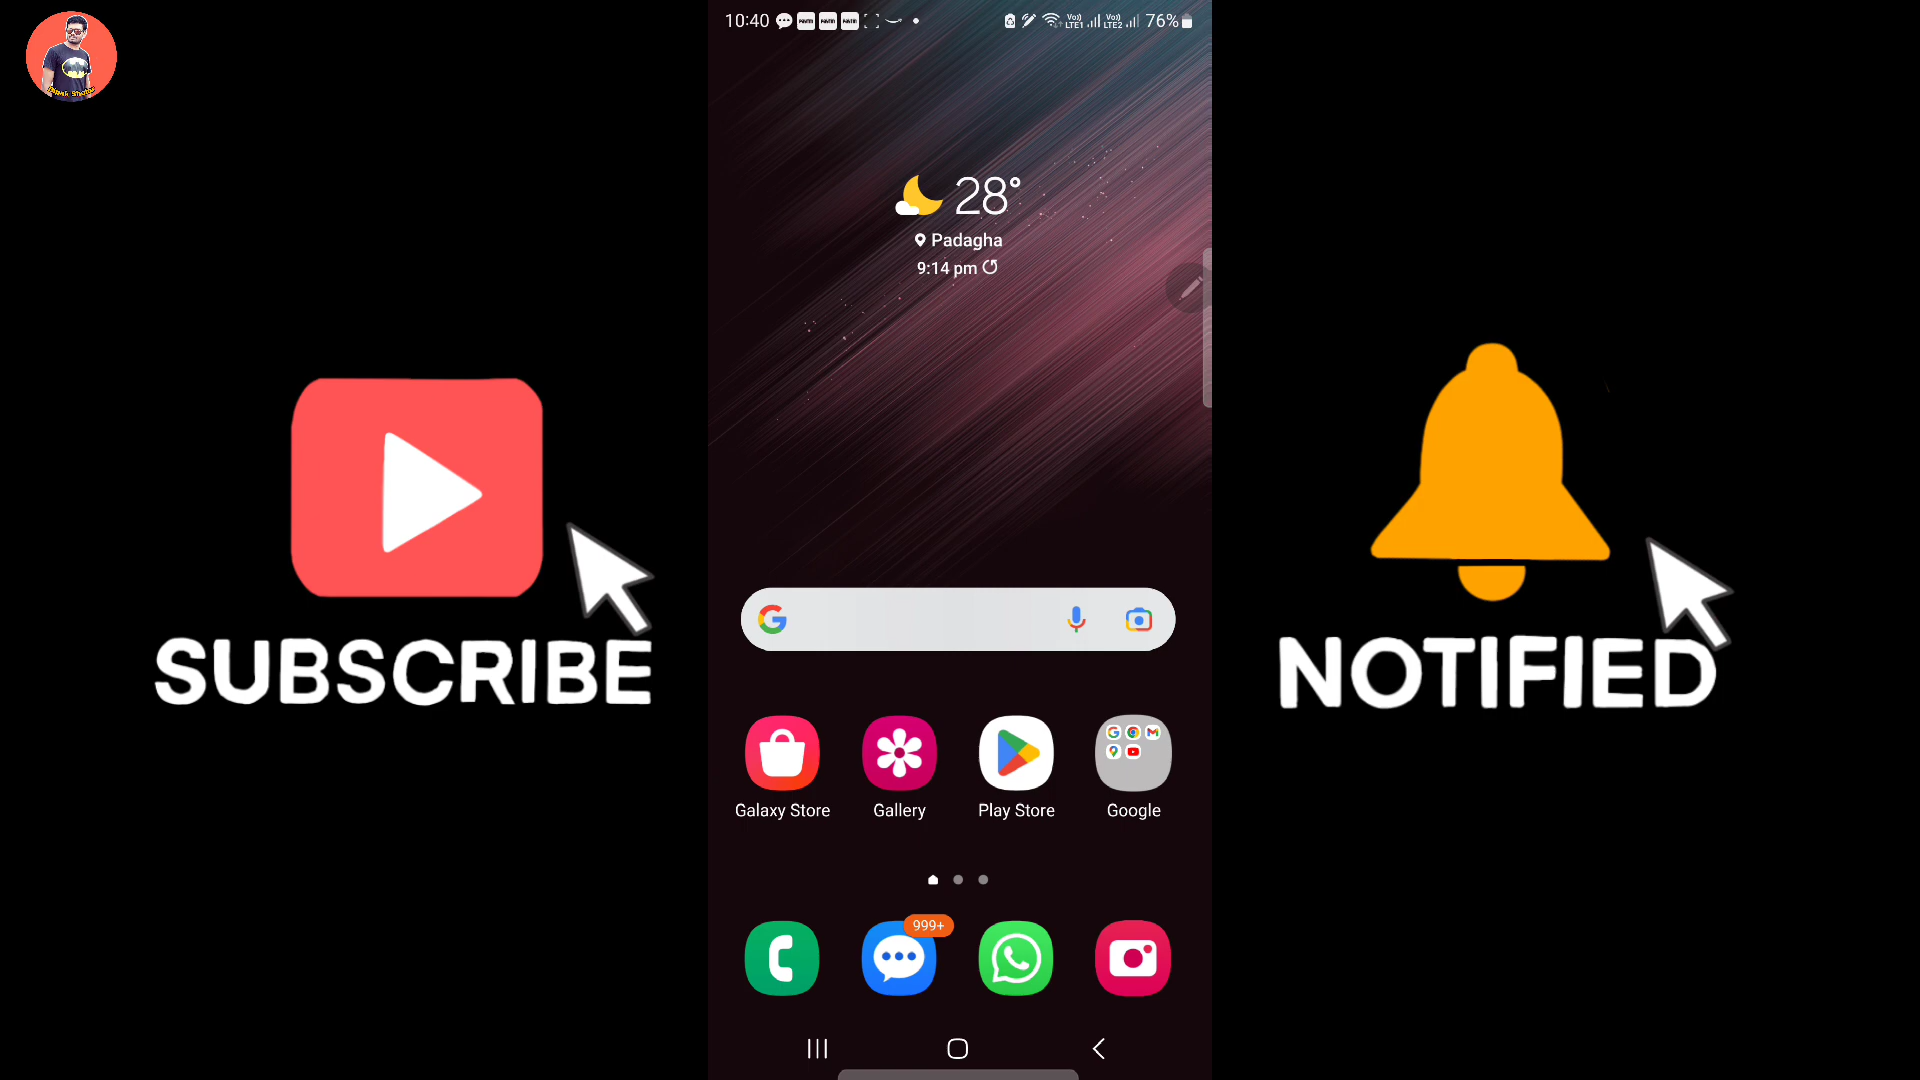 10:40
76%
28°
Padagha
9:14 pm
SUBSCRIBE
NOTIFIED
Galaxy Store
Gallery
Play Store
Google
999+